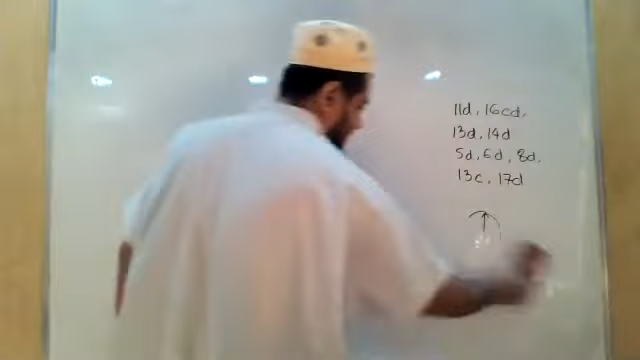 11d, 16cd,
13d, 14d
5d, 6d, 8d,
13c, 17d